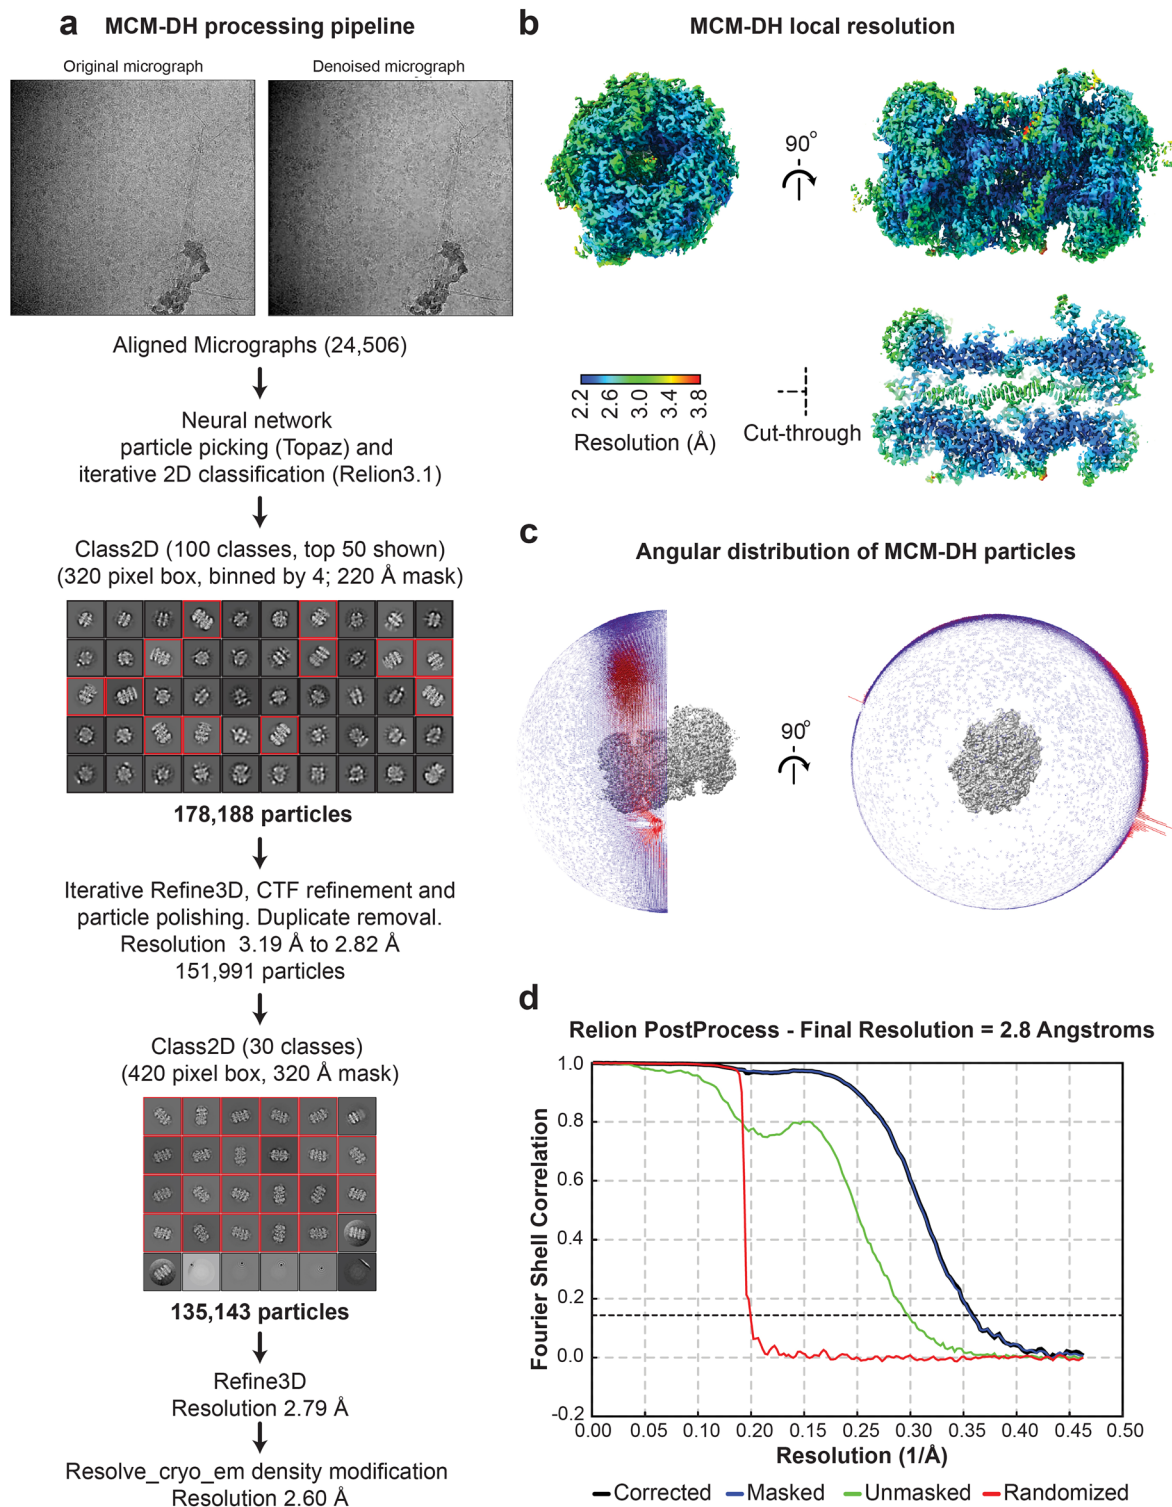 a MCM-DH processing pipeline
Original micrograph
Denoised micrograph
Aligned Micrographs (24,506)
Neural network
particle picking (Topaz) and
iterative 2D classification (Relion3.1)
Class2D (100 classes, top 50 shown)
(320 pixel box, binned by 4; 220 Å mask)
178,188 particles
Iterative Refine3D, CTF refinement and
particle polishing. Duplicate removal.
Resolution 3.19 Å to 2.82 Å
151,991 particles
Class2D (30 classes)
(420 pixel box, 320 Å mask)
135,143 particles
Refine3D
Resolution 2.79 Å
Resolve_cryo_em density modification
Resolution 2.60 Å
b MCM-DH local resolution
90°
2.2 2.6 3.0 3.4 3.8
Resolution (Å)
Cut-through
c Angular distribution of MCM-DH particles
90°
d
Relion PostProcess - Final Resolution = 2.8 Angstroms
Fourier Shell Correlation
1.0
0.8
0.6
0.4
0.2
0.0
-0.2
0.00 0.05 0.10 0.20 0.25 0.30 0.35 0.40 0.45 0.50
Resolution (1/Å)
Corrected Masked Unmasked Randomized